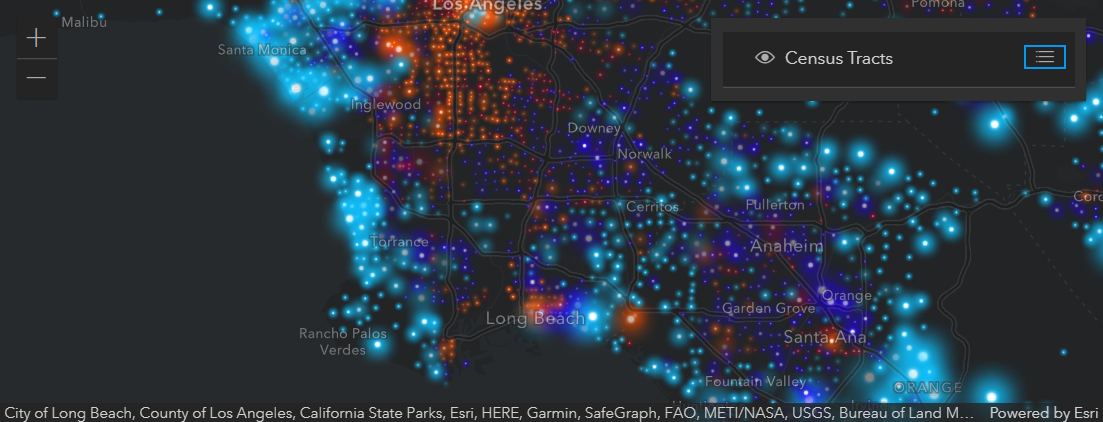 Los Angeles
Pomona
Malibu
Santa Monica
Census Tracts
Inglewood
Downey
Norwalk
Cerritos
Fullerton
Torrance
Anaheim
Orange
Garden Grove
Long Beach
Santa Ana
Rancho Palos
Verdes
Fountain Valley
ORANGE
City of Long Beach, County of Los Angeles, California State Parks, Esri, HERE, Garmin, SafeGraph, FAO, METI/NASA, USGS, Bureau of Land M…
Powered by Esri